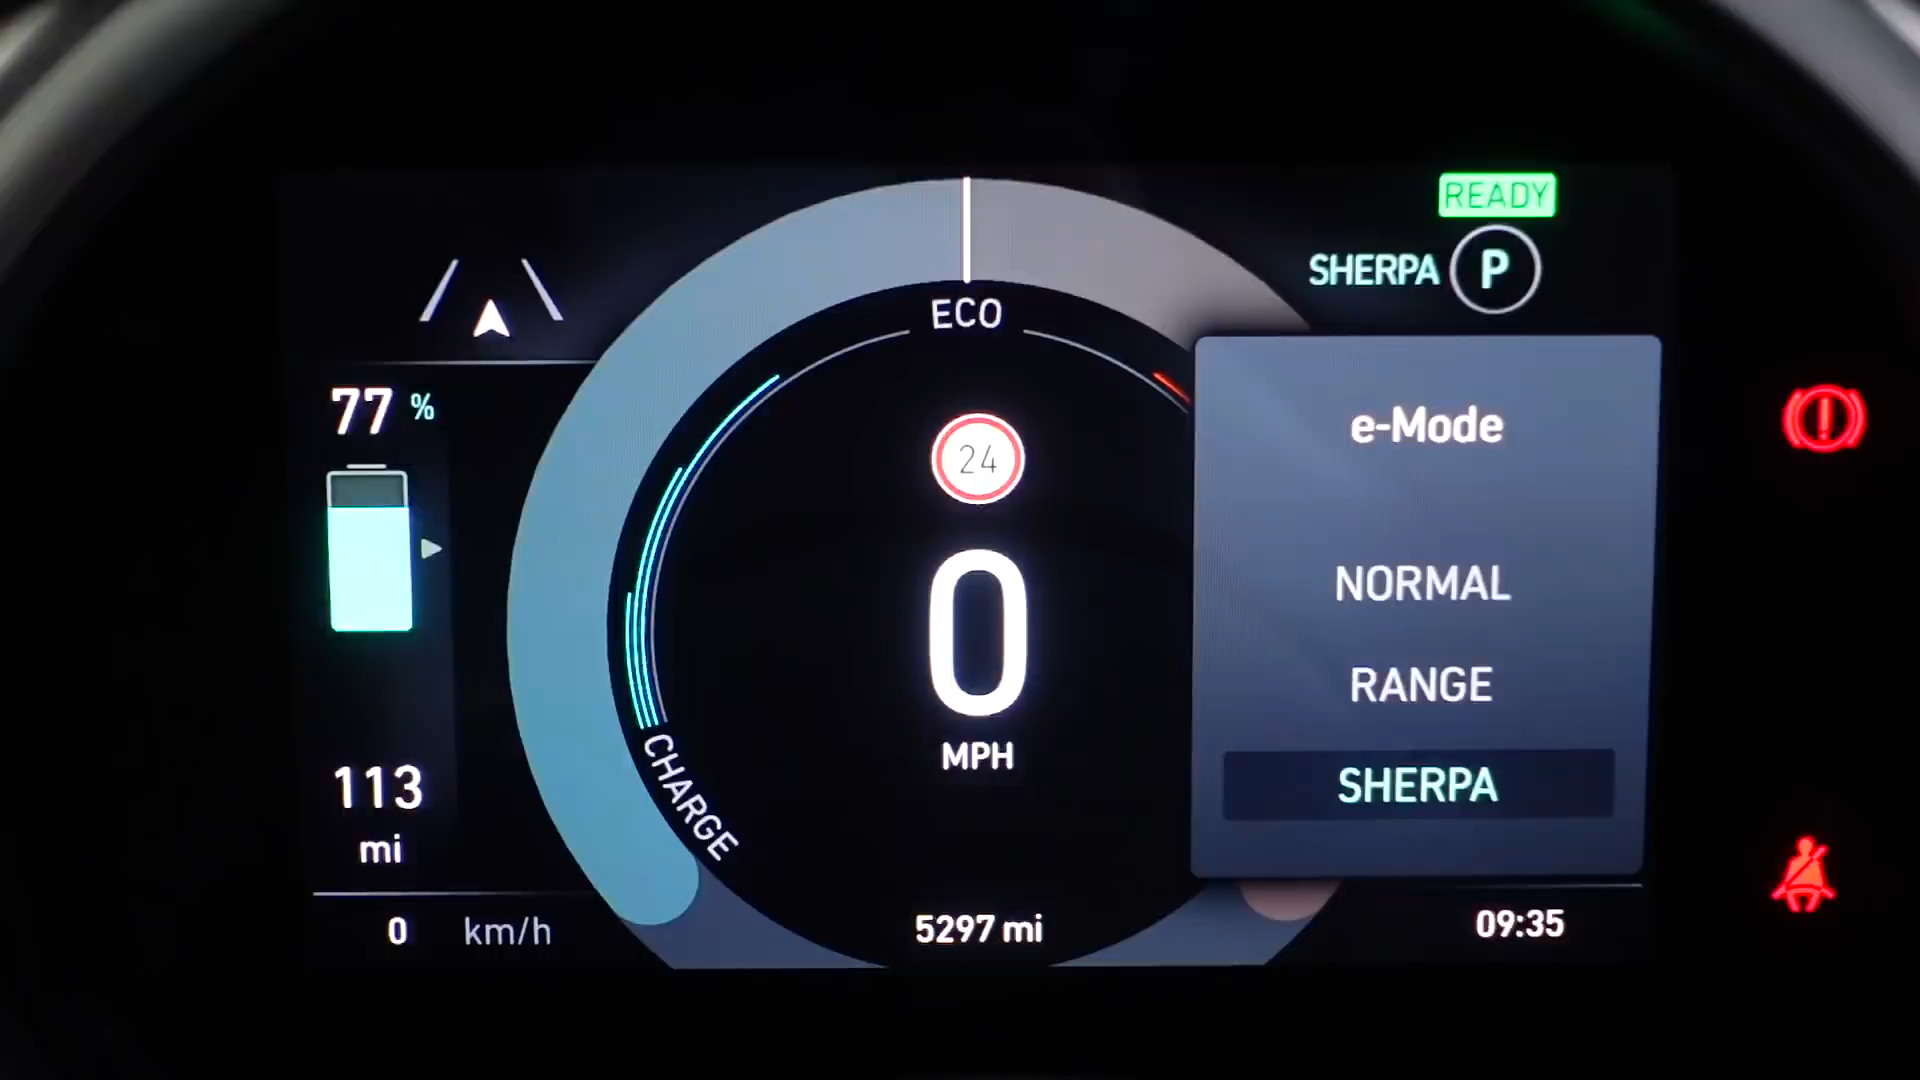 READY
SHERPA P
ECO
77 %
24
e-Mode
NORMAL
RANGE
SHERPA
0
MPH
CHARGE
113
mi
0 km/h
5297 mi
09:35